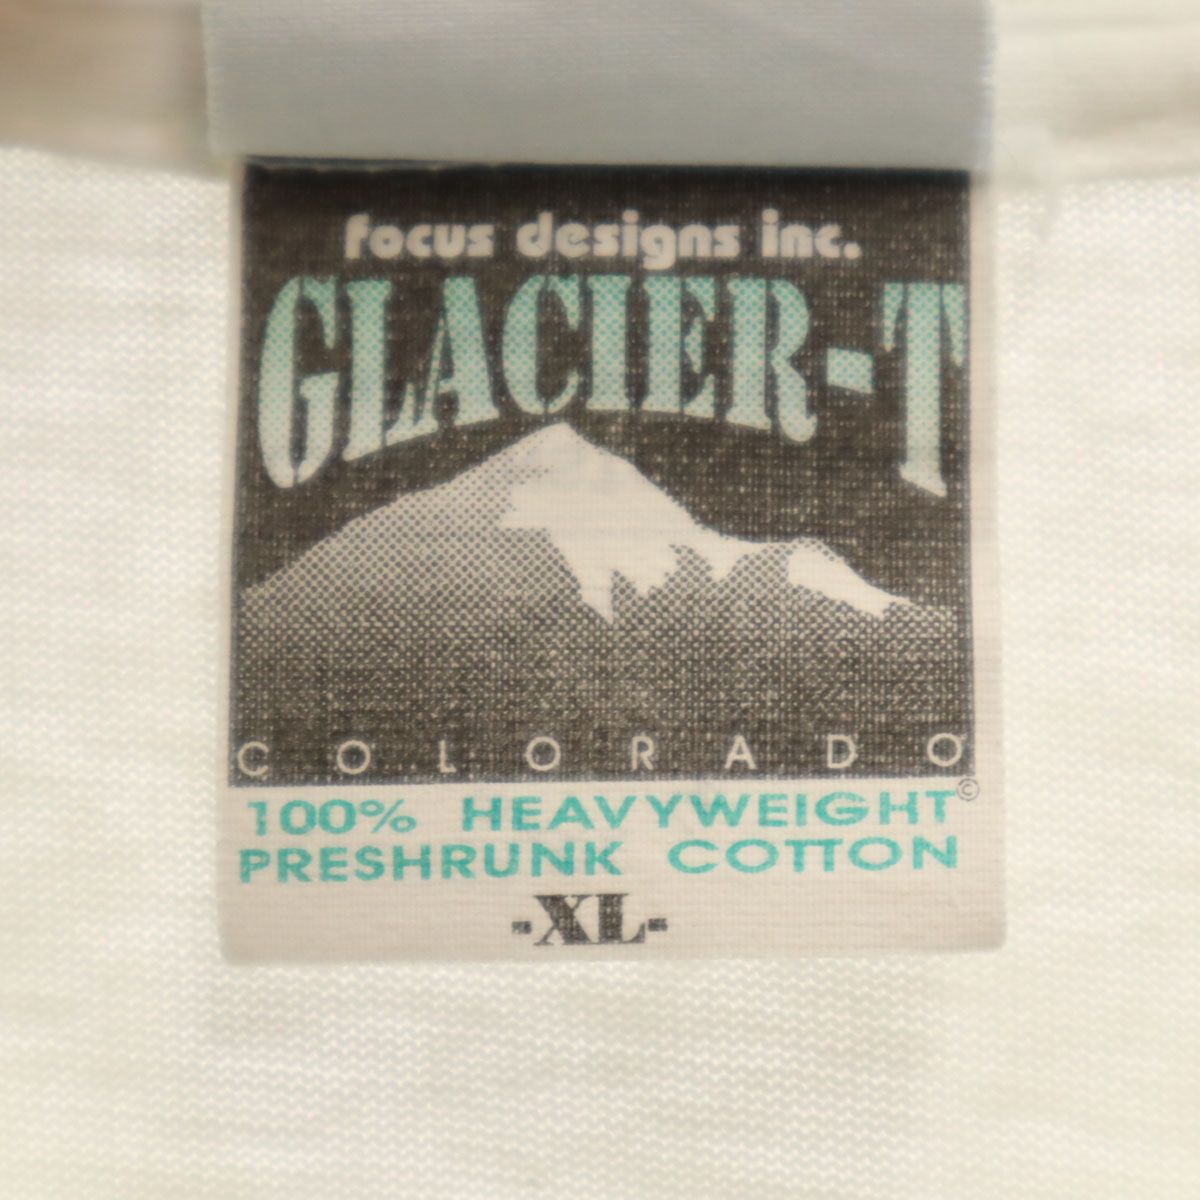 focus designs inc.
GLACIER-T
COLORADO
©
100% HEAVYWEIGHT
PRESHRUNK COTTON
-XL-